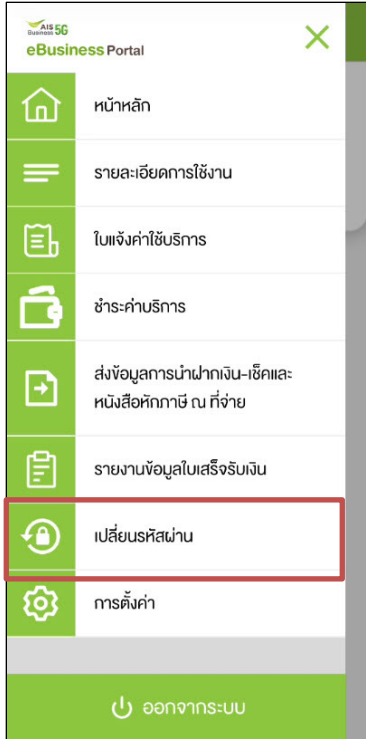 AIS 5G
Business
eBusiness Portal
หน้าหลัก
รายละเอียดการใช้งาน
ใบแจ้งค่าใช้บริการ
ชำระค่าบริการ
ส่งข้อมูลการนำฝากเงิน-เช็คและ
หนังสือหักภาษี ณ ที่จ่าย
รายงานข้อมูลใบเสร็จรับเงิน
เปลี่ยนรหัสผ่าน
การตั้งค่า
ออกจากระบบ